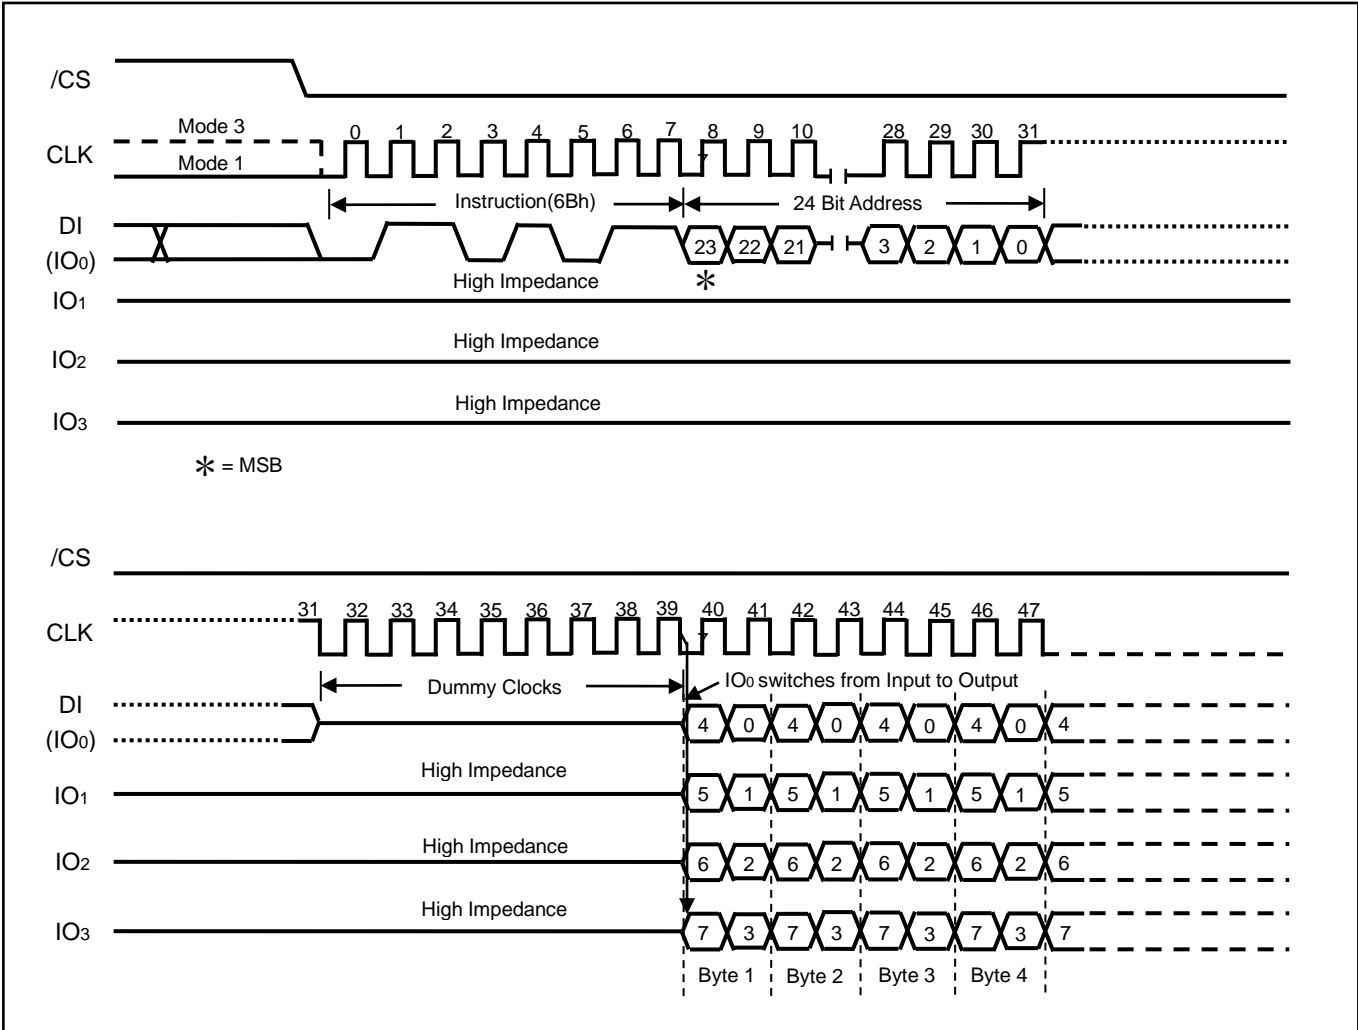 /CS
Mode 3
0 1 2 3 4 5 6 7 8 9 10 28 29 30 31
CLK
7
Mode 1
Instruction(6Bh) 24 Bit Address
DI
(IO0)
23 22 21 3 2 1 0
High Impedance
*
IO1
High Impedance
IO2
High Impedance
IO3
* = MSB
/CS
31 32 33 34 35 36 37 38 39 40 41 42 43 44 45 46 47
CLK
7
Dummy Clocks
IO0 switches from Input to Output
DI
(IO0)
4 0 4 0 4 0 4 0 4
High Impedance
IO1
5 1 5 1 5 1 5 1 5
High Impedance
IO2
6 2 6 2 6 2 6 2 6
High Impedance
IO3
7 3 7 3 7 3 7 3 7
Byte 1 Byte 2 Byte 3 Byte 4